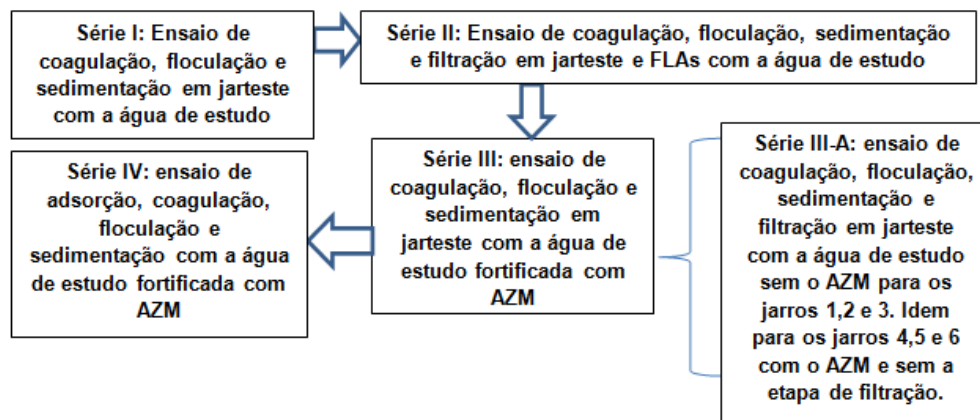 Série I: Ensaio de
coagulação, floculação e
sedimentação em jarteste
com a água de estudo
Série II: Ensaio de coagulação, floculação, sedimentação
e filtração em jarteste e FLAs com a água de estudo
Série III: ensaio de
coagulação, floculação e
sedimentação em
jarteste com a água de
estudo fortificada com
AZM
Série III-A: ensaio de
coagulação, floculação,
sedimentação e
filtração em jarteste
com a água de estudo
sem o AZM para os
jarros 1,2 e 3. Idem
para os jarros 4,5 e 6
com o AZM e sem a
etapa de filtração.
Série IV: ensaio de
adsorção, coagulação,
floculação e
sedimentação com a água
de estudo fortificada com
AZM